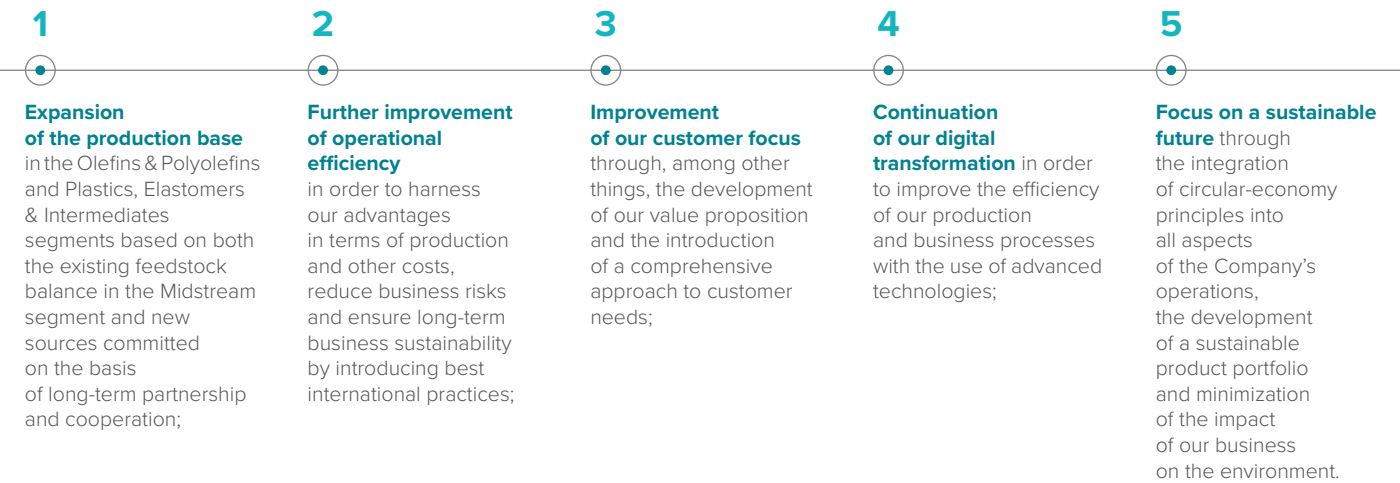 1
Expansion
of the production base
in the Olefins & Polyolefins
and Plastics, Elastomers
& Intermediates
segments based on both
the existing feedstock
balance in the Midstream
segment and new
sources committed
on the basis
of long-term partnership
and cooperation;
2
Further improvement
of operational
efficiency
in order to harness
our advantages
in terms of production
and other costs,
reduce business risks
and ensure long-term
business sustainability
by introducing best
international practices;
3
Improvement
of our customer focus
through, among other
things, the development
of our value proposition
and the introduction
of a comprehensive
approach to customer
needs;
4
Continuation
of our digital
transformation in order
to improve the efficiency
of our production
and business processes
with the use of advanced
technologies;
5
Focus on a sustainable
future through
the integration
of circular-economy
principles into
all aspects
of the Company’s
operations,
the development
of a sustainable
product portfolio
and minimization
of the impact
of our business
on the environment.